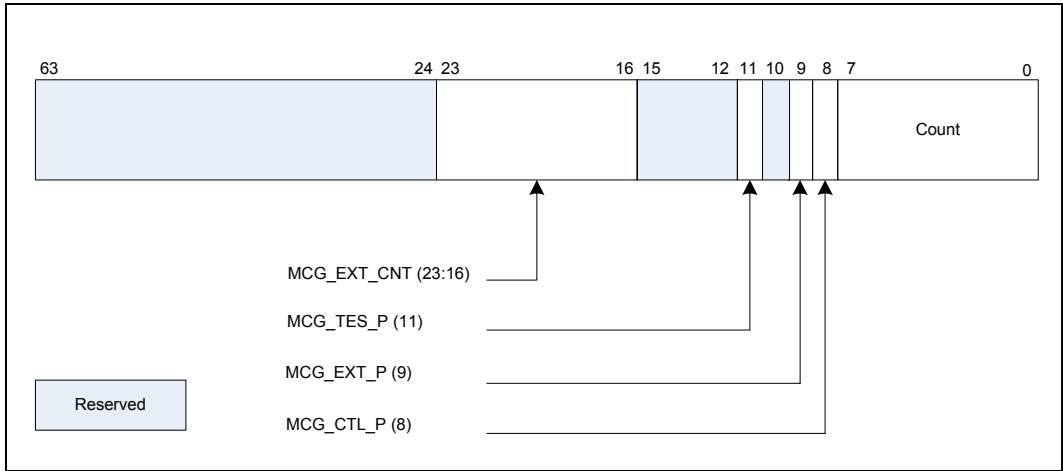 63 24 23 16 15 12 11 10 9 8 7 0
Count
MCG_EXT_CNT (23:16)
MCG_TES_P (11)
MCG_EXT_P (9)
Reserved
MCG_CTL_P (8)